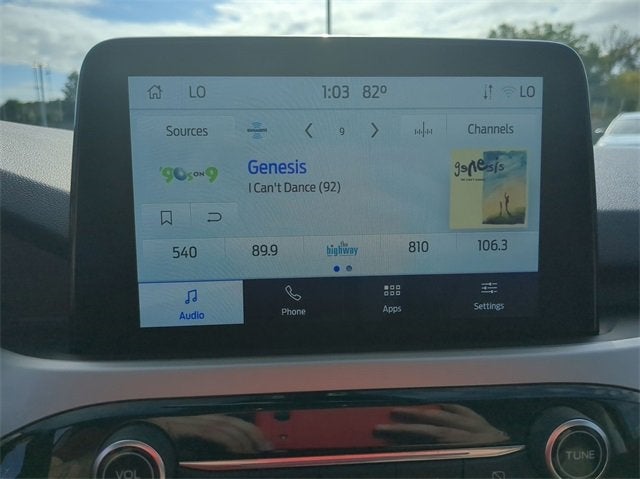 LO 1:03 82° LO
Sources SiriusXM 9 Channels
'90s ON 9
Genesis
I Can't Dance (92)
genesis
540 89.9 the highway 810 106.3
Audio Phone Apps Settings
VOL TUNE